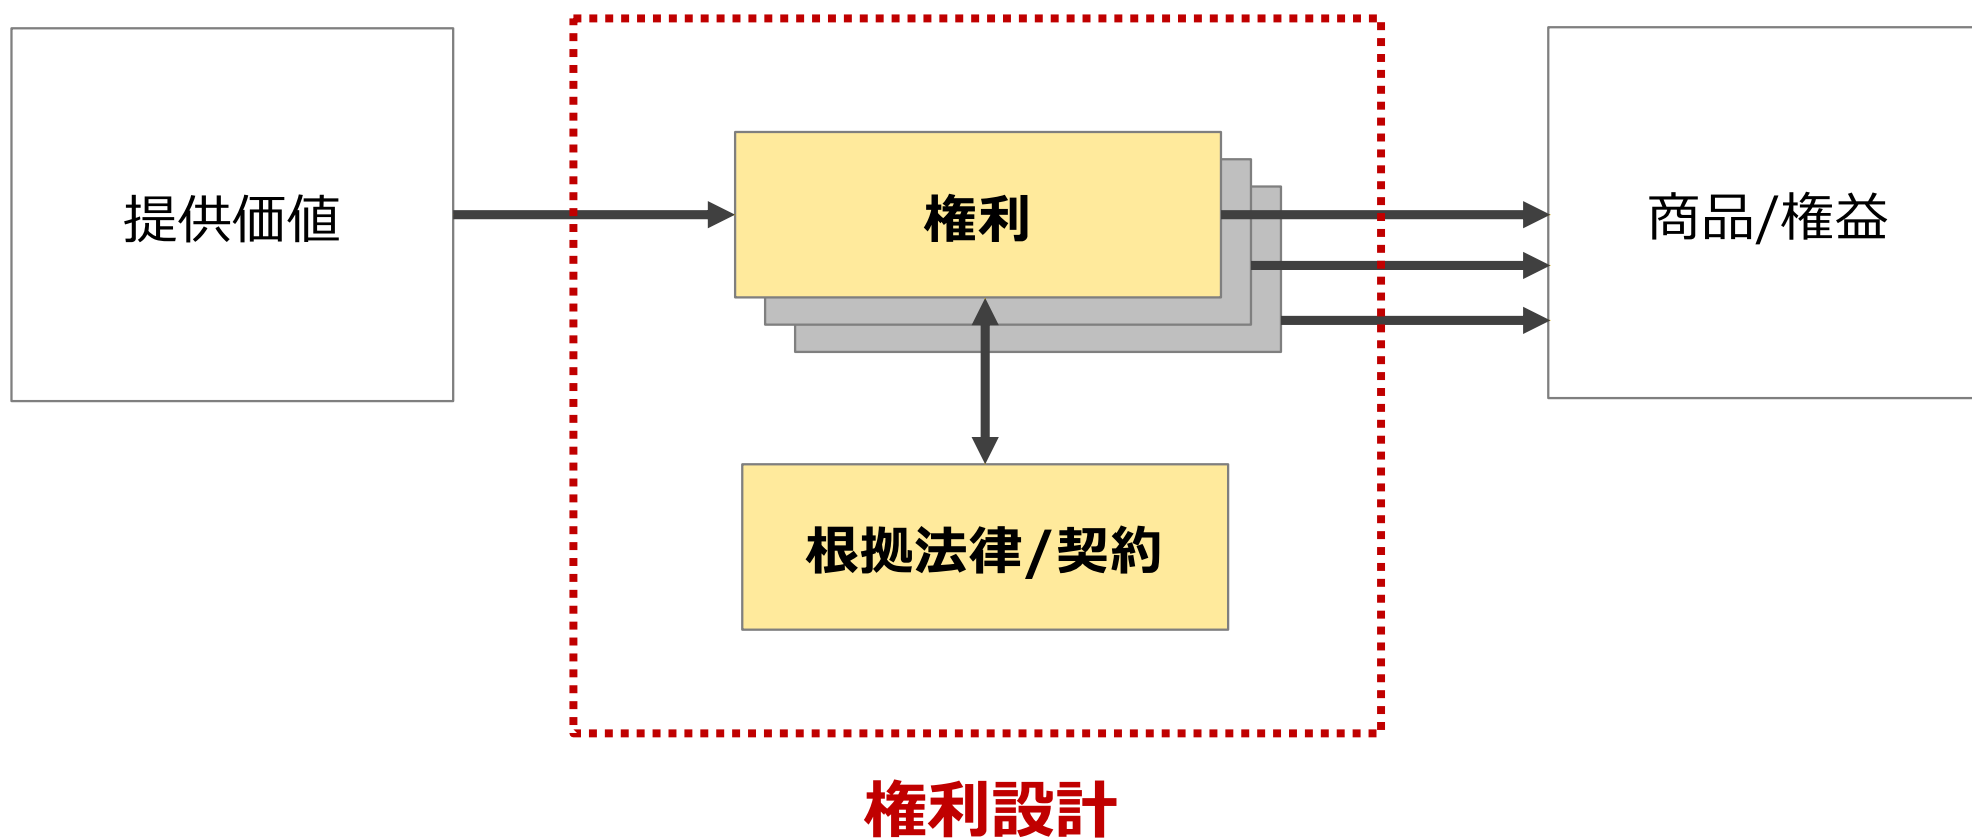 提供価値
権利
商品/権益
根拠法律/契約
権利設計